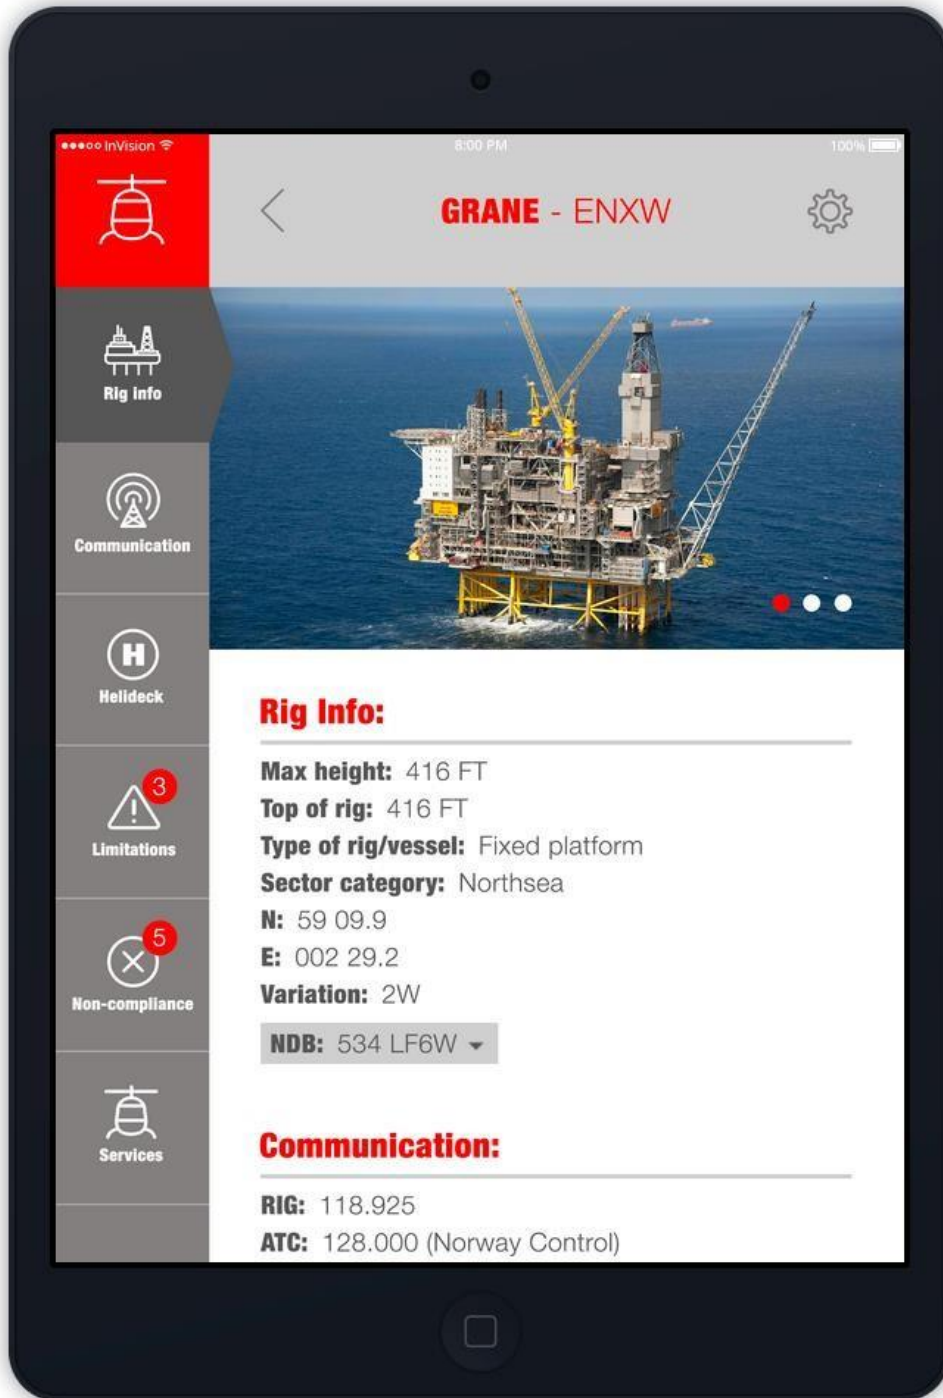 InVision
8:00 PM
100%
GRANE - ENXW
Rig info
Communication
H
Helideck
3
Limitations
5
Non-compliance
Services
Rig Info:
Max height: 416 FT
Top of rig: 416 FT
Type of rig/vessel: Fixed platform
Sector category: Northsea
N: 59 09.9
E: 002 29.2
Variation: 2W
NDB: 534 LF6W
Communication:
RIG: 118.925
ATC: 128.000 (Norway Control)